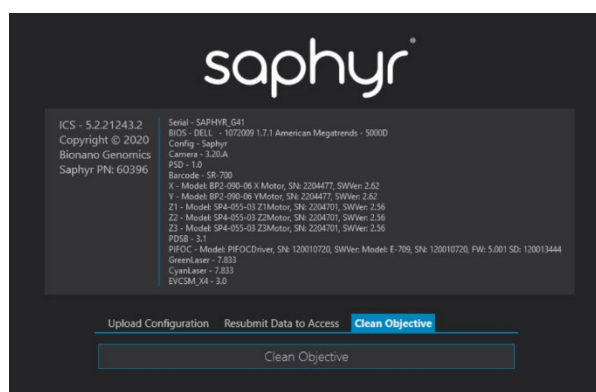 saphyr®
ICS - 5.2.21243.2
Copyright © 2020
Bionano Genomics
Saphyr PN: 60396
Serial - SAPHYR_G41
BIOS - DELL - 1072009 1.7.1 American Megatrends - 5000D
Config - Saphyr
Camera - 3.20.A
PSD - 1.0
Barcode - SR-700
X - Model: BP2-090-06 X Motor, SN: 2204477, SWVer: 2.62
Y - Model: BP2-090-06 YMotor, SN: 2204477, SWVer: 2.62
Z1 - Model: SP4-055-03 Z1Motor, SN: 2204701, SWVer: 2.56
Z2 - Model: SP4-055-03 Z2Motor, SN: 2204701, SWVer: 2.56
Z3 - Model: SP4-055-03 Z3Motor, SN: 2204701, SWVer: 2.56
PDSB - 3.1
PIFOC - Model: PIFOCDriver, SN: 120010720, SWVer: Model: E-709, SN: 120010720, FW: 5.001 SD: 120013444
GreenLaser - 7.833
CyanLaser - 7.833
EVCSM_X4 - 3.0
Upload Configuration Resubmit Data to Access Clean Objective
Clean Objective